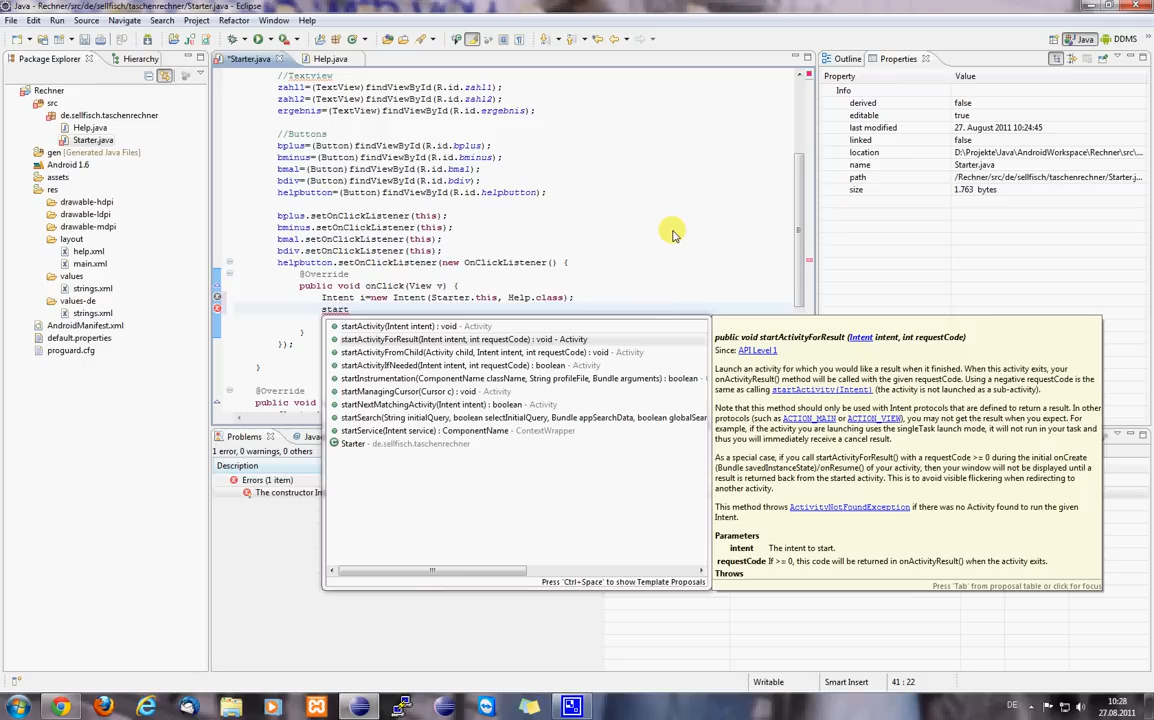 Java - Rechner/src/de/sellfisch/taschenrechner/Starter.java - Eclipse
File Edit Run Source Navigate Search Project Refactor Window Help
Java DDMS
Package Explorer Hierarchy
Rechner
src
de.sellfisch.taschenrechner
Help.java
Starter.java
gen [Generated Java Files]
Android 1.6
assets
res
drawable-hdpi
drawable-ldpi
drawable-mdpi
layout
help.xml
main.xml
values
strings.xml
values-de
strings.xml
AndroidManifest.xml
default.properties
proguard.cfg
*Starter.java Help.java
//Textview
zahl1=(TextView)findViewById(R.id.zahl1);
zahl2=(TextView)findViewById(R.id.zahl2);
ergebnis=(TextView)findViewById(R.id.ergebnis);
//Buttons
bplus=(Button)findViewById(R.id.bplus);
bminus=(Button)findViewById(R.id.bminus);
bmal=(Button)findViewById(R.id.bmal);
bdiv=(Button)findViewById(R.id.bdiv);
helpbutton=(Button)findViewById(R.id.helpbutton);
bplus.setOnClickListener(this);
bminus.setOnClickListener(this);
bmal.setOnClickListener(this);
bdiv.setOnClickListener(this);
helpbutton.setOnClickListener(new OnClickListener() {
@Override
public void onClick(View v) {
Intent i=new Intent(Starter.this, Help.class);
start
}
});
}
@Override
public void
startActivity(Intent intent) : void - Activity
startActivityForResult(Intent intent, int requestCode) : void - Activity
startActivityFromChild(Activity child, Intent intent, int requestCode) : void - Activity
startActivityIfNeeded(Intent intent, int requestCode) : boolean - Activity
startInstrumentation(ComponentName className, String profileFile, Bundle arguments) : boolean -
startManagingCursor(Cursor c) : void - Activity
startNextMatchingActivity(Intent intent) : boolean - Activity
startSearch(String initialQuery, boolean selectInitialQuery, Bundle appSearchData, boolean globalSear
startService(Intent service) : ComponentName - ContextWrapper
Starter - de.sellfisch.taschenrechner
Press 'Ctrl+Space' to show Template Proposals
public void startActivityForResult (Intent intent, int requestCode)
Since: API Level 1
Launch an activity for which you would like a result when it finished. When this activity exits, your
onActivityResult() method will be called with the given requestCode. Using a negative requestCode is the
same as calling startActivity(Intent) (the activity is not launched as a sub-activity).
Note that this method should only be used with Intent protocols that are defined to return a result. In other
protocols (such as ACTION_MAIN or ACTION_VIEW), you may not get the result when you expect. For
example, if the activity you are launching uses the singleTask launch mode, it will not run in your task and
thus you will immediately receive a cancel result.
As a special case, if you call startActivityForResult() with a requestCode >= 0 during the initial onCreate
(Bundle savedInstanceState)/onResume() of your activity, then your window will not be displayed until a
result is returned back from the started activity. This is to avoid visible flickering when redirecting to
another activity.
This method throws ActivityNotFoundException if there was no Activity found to run the given
Intent.
Parameters
intent The intent to start.
requestCode If >= 0, this code will be returned in onActivityResult() when the activity exits.
Throws
Press 'Tab' from proposal table or click for focus
Outline Properties
Property Value
Info
derived false
editable true
last modified 27. August 2011 10:24:45
linked false
location D:\Projekte\Java\AndroidWorkspace\Rechner\src\...
name Starter.java
path /Rechner/src/de/sellfisch/taschenrechner/Starter.j...
size 1.763 bytes
Problems
1 error, 0 warnings, 0 others
Description
Errors (1 item)
The constructor In
Writable Smart Insert 41 : 22
DE 10:28
27.08.2011